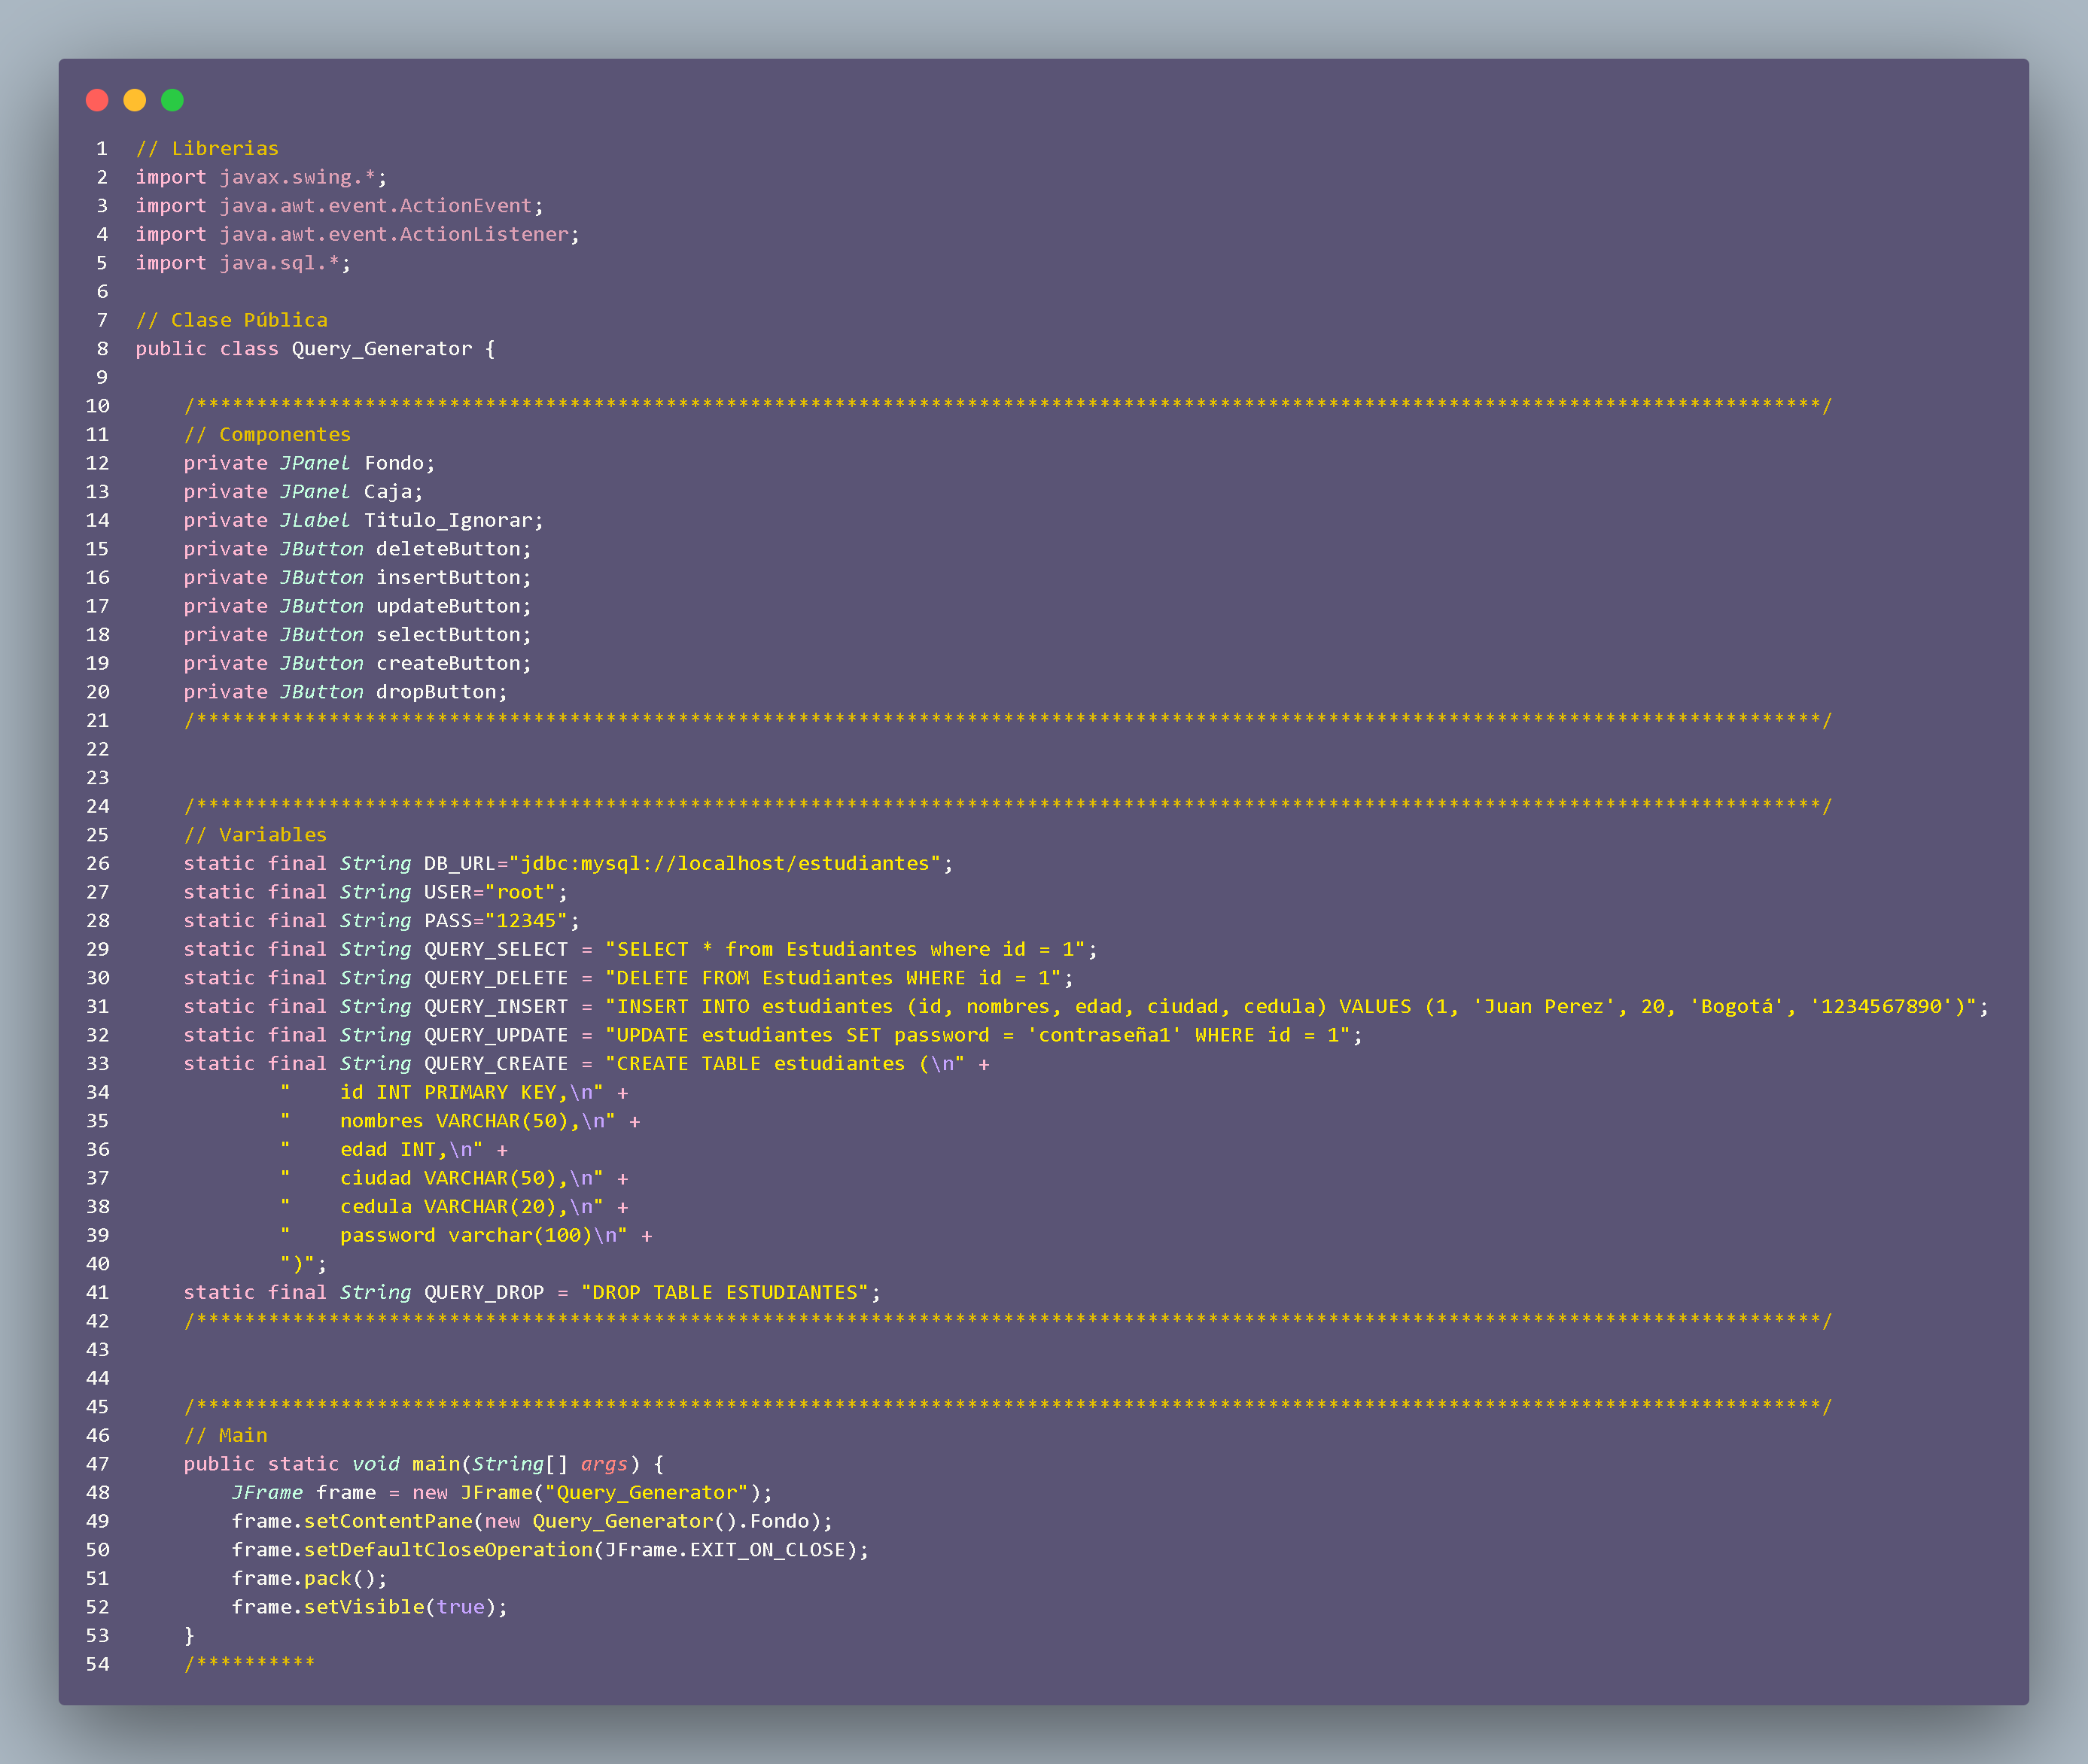 1 // Librerias
2 import javax.swing.*;
3 import java.awt.event.ActionEvent;
4 import java.awt.event.ActionListener;
5 import java.sql.*;
6
7 // Clase Pública
8 public class Query_Generator {
9
10 /***************************************************************************************************************************************/
11 // Componentes
12 private JPanel Fondo;
13 private JPanel Caja;
14 private JLabel Titulo_Ignorar;
15 private JButton deleteButton;
16 private JButton insertButton;
17 private JButton updateButton;
18 private JButton selectButton;
19 private JButton createButton;
20 private JButton dropButton;
21 /***************************************************************************************************************************************/
22
23
24 /***************************************************************************************************************************************/
25 // Variables
26 static final String DB_URL="jdbc:mysql://localhost/estudiantes";
27 static final String USER="root";
28 static final String PASS="12345";
29 static final String QUERY_SELECT = "SELECT * from Estudiantes where id = 1";
30 static final String QUERY_DELETE = "DELETE FROM Estudiantes WHERE id = 1";
31 static final String QUERY_INSERT = "INSERT INTO estudiantes (id, nombres, edad, ciudad, cedula) VALUES (1, 'Juan Perez', 20, 'Bogotá', '1234567890')";
32 static final String QUERY_UPDATE = "UPDATE estudiantes SET password = 'contraseña1' WHERE id = 1";
33 static final String QUERY_CREATE = "CREATE TABLE estudiantes (\n" +
34 "    id INT PRIMARY KEY,\n" +
35 "    nombres VARCHAR(50),\n" +
36 "    edad INT,\n" +
37 "    ciudad VARCHAR(50),\n" +
38 "    cedula VARCHAR(20),\n" +
39 "    password varchar(100)\n" +
40 ")";
41 static final String QUERY_DROP = "DROP TABLE ESTUDIANTES";
42 /***************************************************************************************************************************************/
43
44
45 /***************************************************************************************************************************************/
46 // Main
47 public static void main(String[] args) {
48 JFrame frame = new JFrame("Query_Generator");
49 frame.setContentPane(new Query_Generator().Fondo);
50 frame.setDefaultCloseOperation(JFrame.EXIT_ON_CLOSE);
51 frame.pack();
52 frame.setVisible(true);
53 }
54 /**********